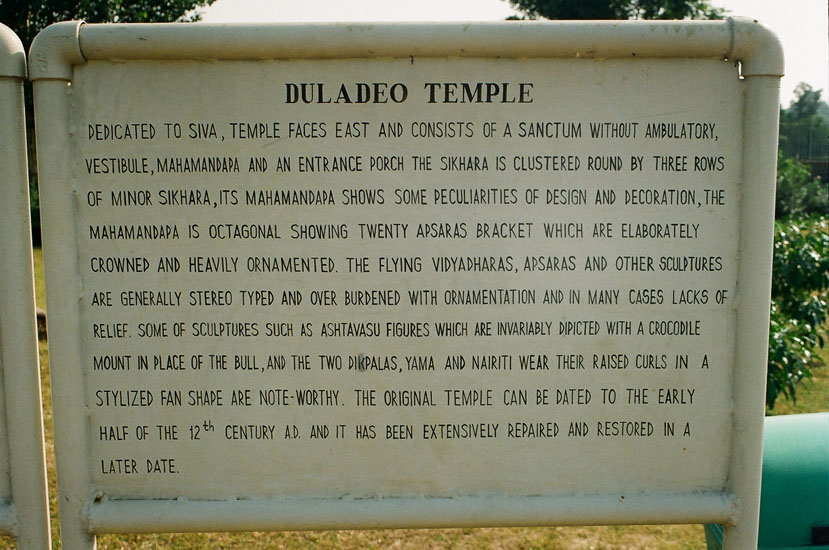 DULADEO TEMPLE
DEDICATED TO SIVA, TEMPLE FACES EAST AND CONSISTS OF A SANCTUM WITHOUT AMBULATORY,
VESTIBULE, MAHAMANDAPA AND AN ENTRANCE PORCH THE SIKHARA IS CLUSTERED ROUND BY THREE ROWS
OF MINOR SIKHARA, ITS MAHAMANDAPA SHOWS SOME PECULIARITIES OF DESIGN AND DECORATION, THE
MAHAMANDAPA IS OCTAGONAL SHOWING TWENTY APSARAS BRACKET WHICH ARE ELABORATELY
CROWNED AND HEAVILY ORNAMENTED. THE FLYING VIDYADHARAS, APSARAS AND OTHER SCULPTURES
ARE GENERALLY STEREO TYPED AND OVER BURDENED WITH ORNAMENTATION AND IN MANY CASES LACKS OF
RELIEF. SOME OF SCULPTURES SUCH AS ASHTAVASU FIGURES WHICH ARE INVARIABLY DIPICTED WITH A CROCODILE
MOUNT IN PLACE OF THE BULL, AND THE TWO DIKPALAS, YAMA AND NAIRITI WEAR THEIR RAISED CURLS IN A
STYLIZED FAN SHAPE ARE NOTE-WORTHY. THE ORIGINAL TEMPLE CAN BE DATED TO THE EARLY
HALF OF THE 12th CENTURY A.D. AND IT HAS BEEN EXTENSIVELY REPAIRED AND RESTORED IN A
LATER DATE.